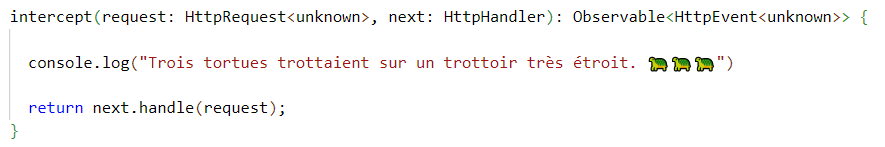 intercept(request: HttpRequest<unknown>, next: HttpHandler): Observable<HttpEvent<unknown>> {
console.log("Trois tortues trottaient sur un trottoir très étroit. 🐢🐢🐢")
return next.handle(request);
}